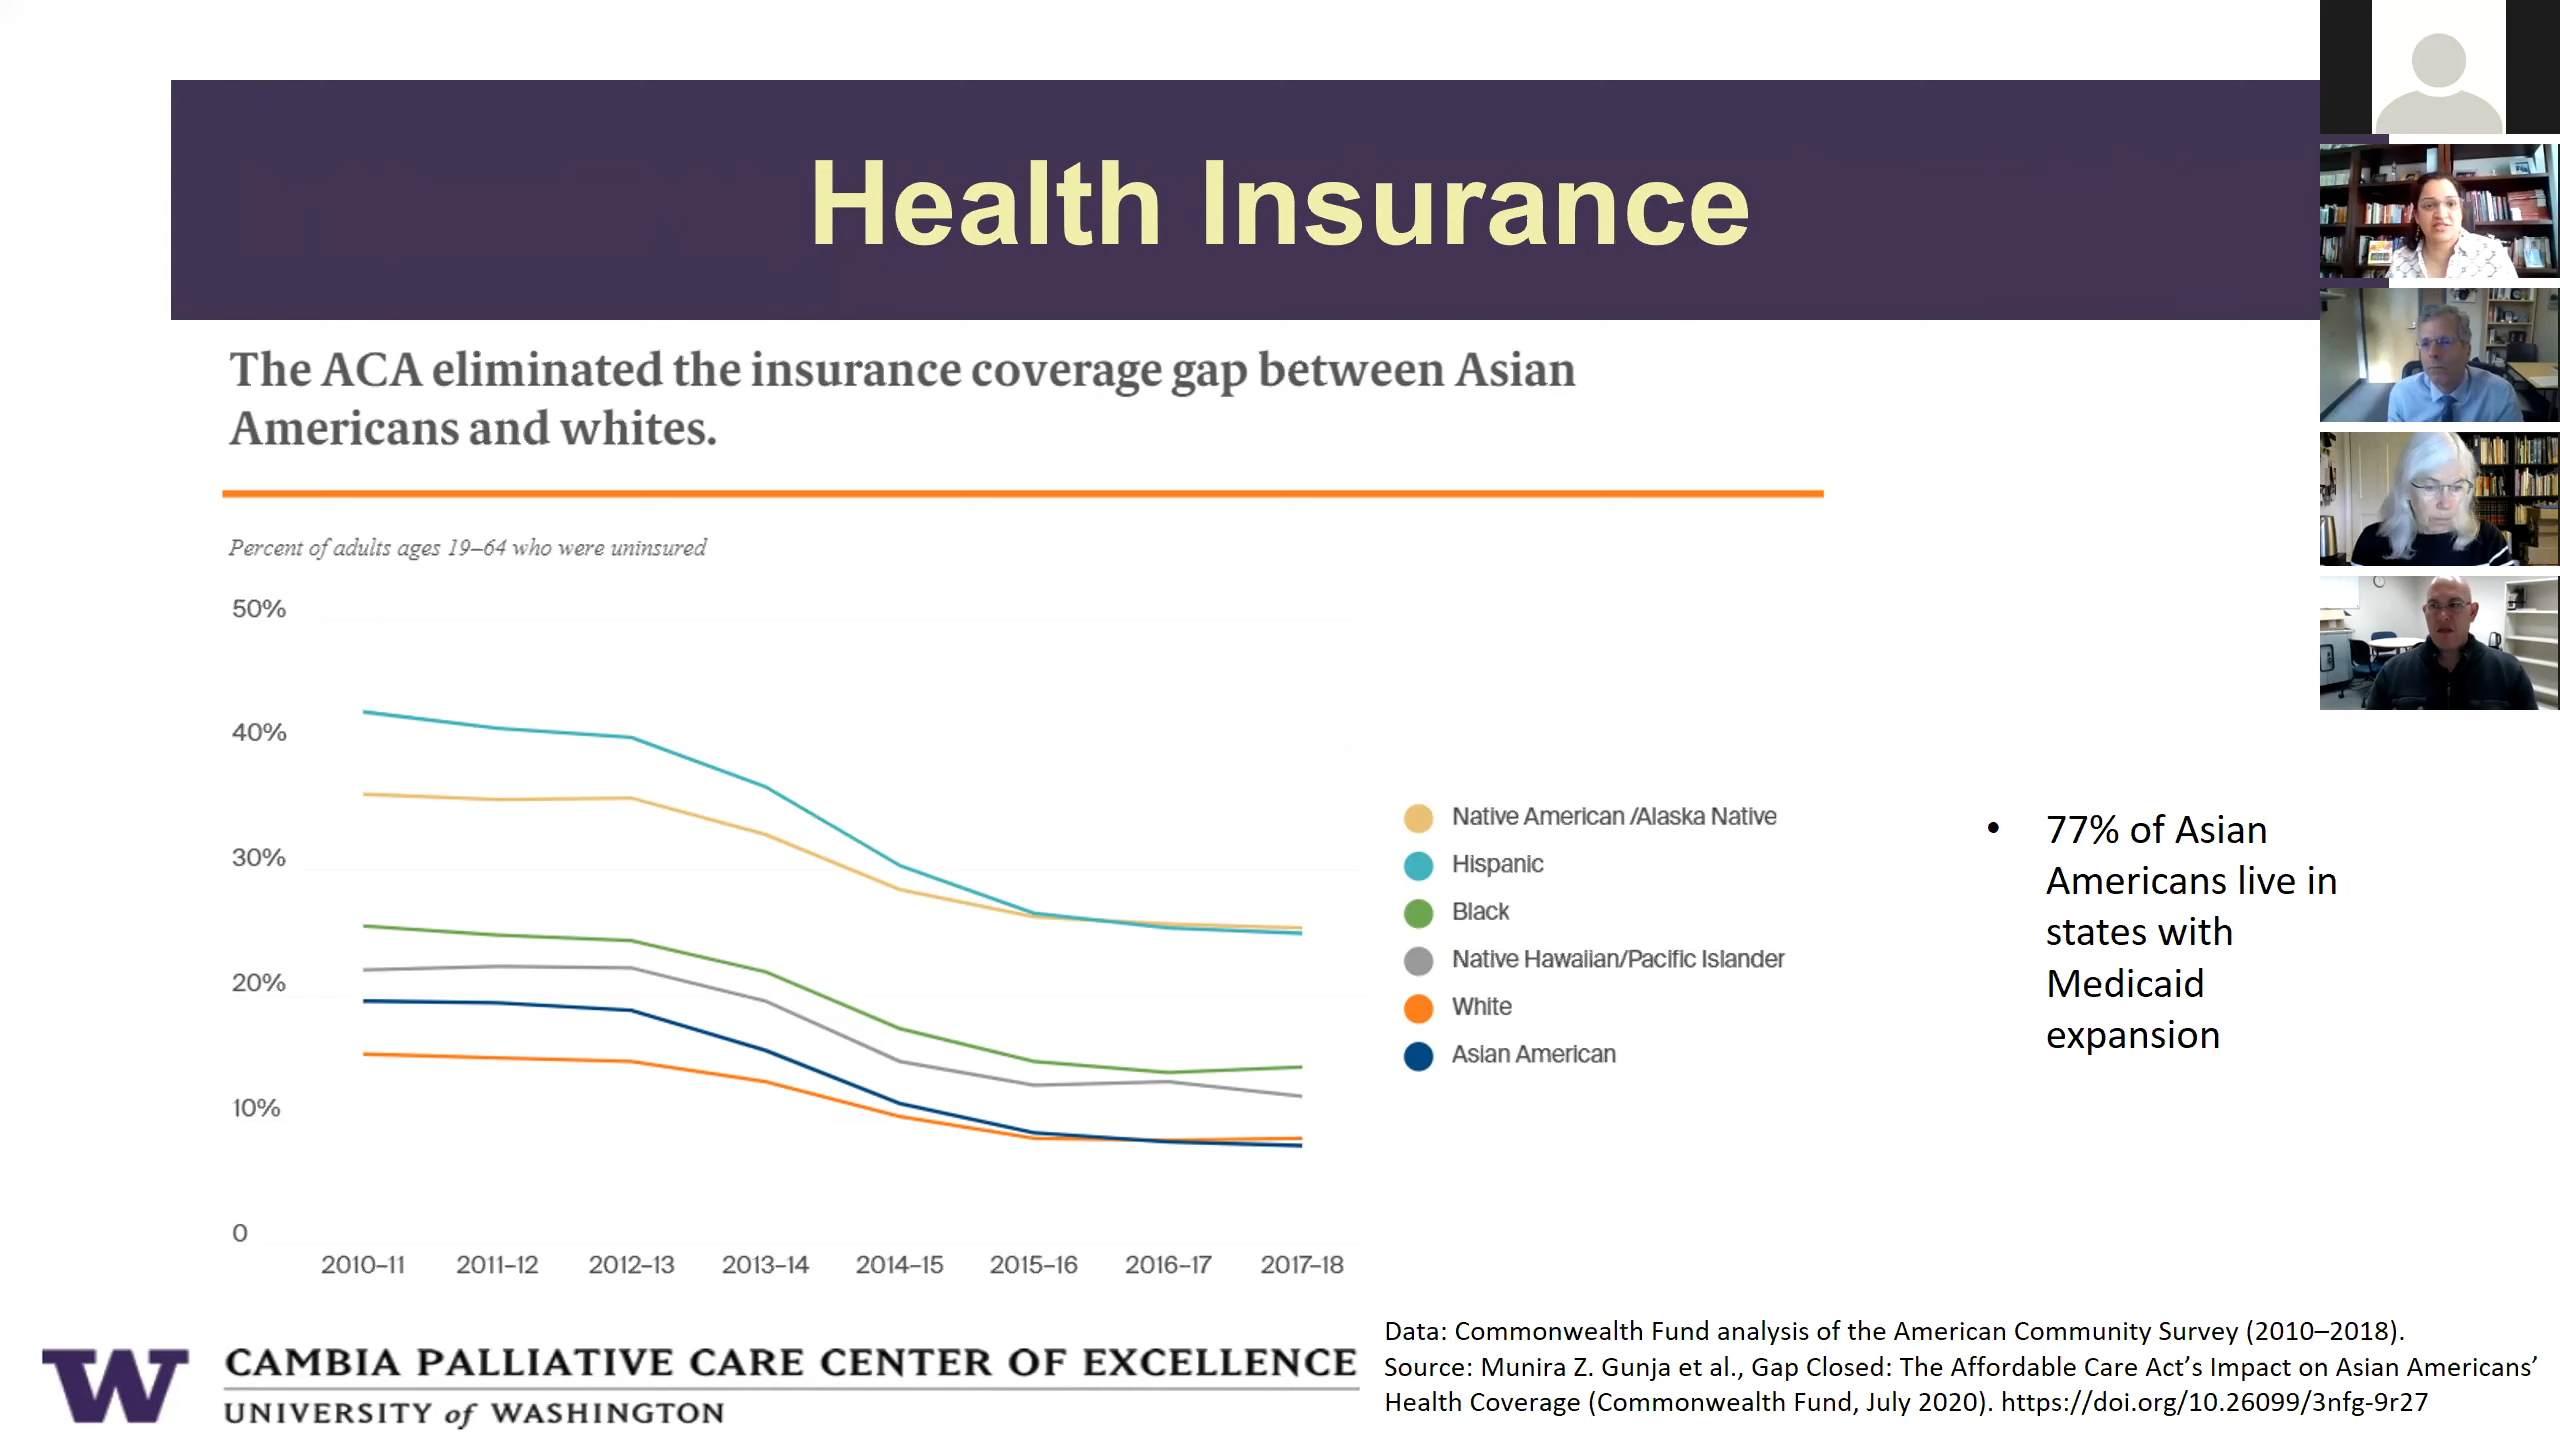 Health Insurance
The ACA eliminated the insurance coverage gap between Asian
Americans and whites.
Percent of adults ages 19–64 who were uninsured
50%
40%
30%
20%
10%
0
2010–11 2011–12 2012–13 2013–14 2014–15 2015–16 2016–17 2017–18
Native American /Alaska Native
Hispanic
Black
Native Hawaiian/Pacific Islander
White
Asian American
• 77% of Asian
Americans live in
states with
Medicaid
expansion
W
CAMBIA PALLIATIVE CARE CENTER OF EXCELLENCE
UNIVERSITY of WASHINGTON
Data: Commonwealth Fund analysis of the American Community Survey (2010–2018).
Source: Munira Z. Gunja et al., Gap Closed: The Affordable Care Act’s Impact on Asian Americans’
Health Coverage (Commonwealth Fund, July 2020). https://doi.org/10.26099/3nfg-9r27